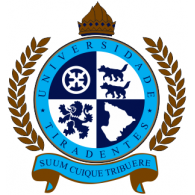 UNIVERSIDADE
TIRADENTES
SUUM CUIQUE TRIBUERE